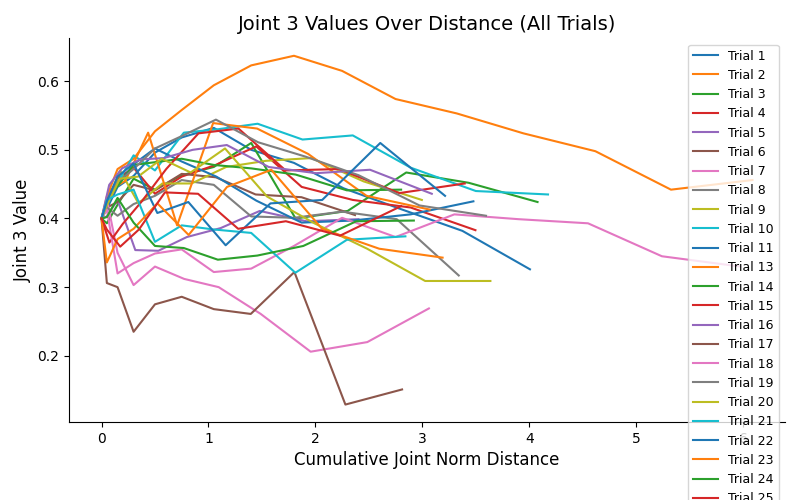 Joint 3 Values Over Distance (All Trials)
Joint 3 Value
0.6
0.5
0.4
0.3
0.2
0
1
2
3
4
5
6
Cumulative Joint Norm Distance
Trial 1
Trial 2
Trial 3
Trial 4
Trial 5
Trial 6
Trial 7
Trial 8
Trial 9
Trial 10
Trial 11
Trial 13
Trial 14
Trial 15
Trial 16
Trial 17
Trial 18
Trial 19
Trial 20
Trial 21
Trial 22
Trial 23
Trial 24
Trial 25